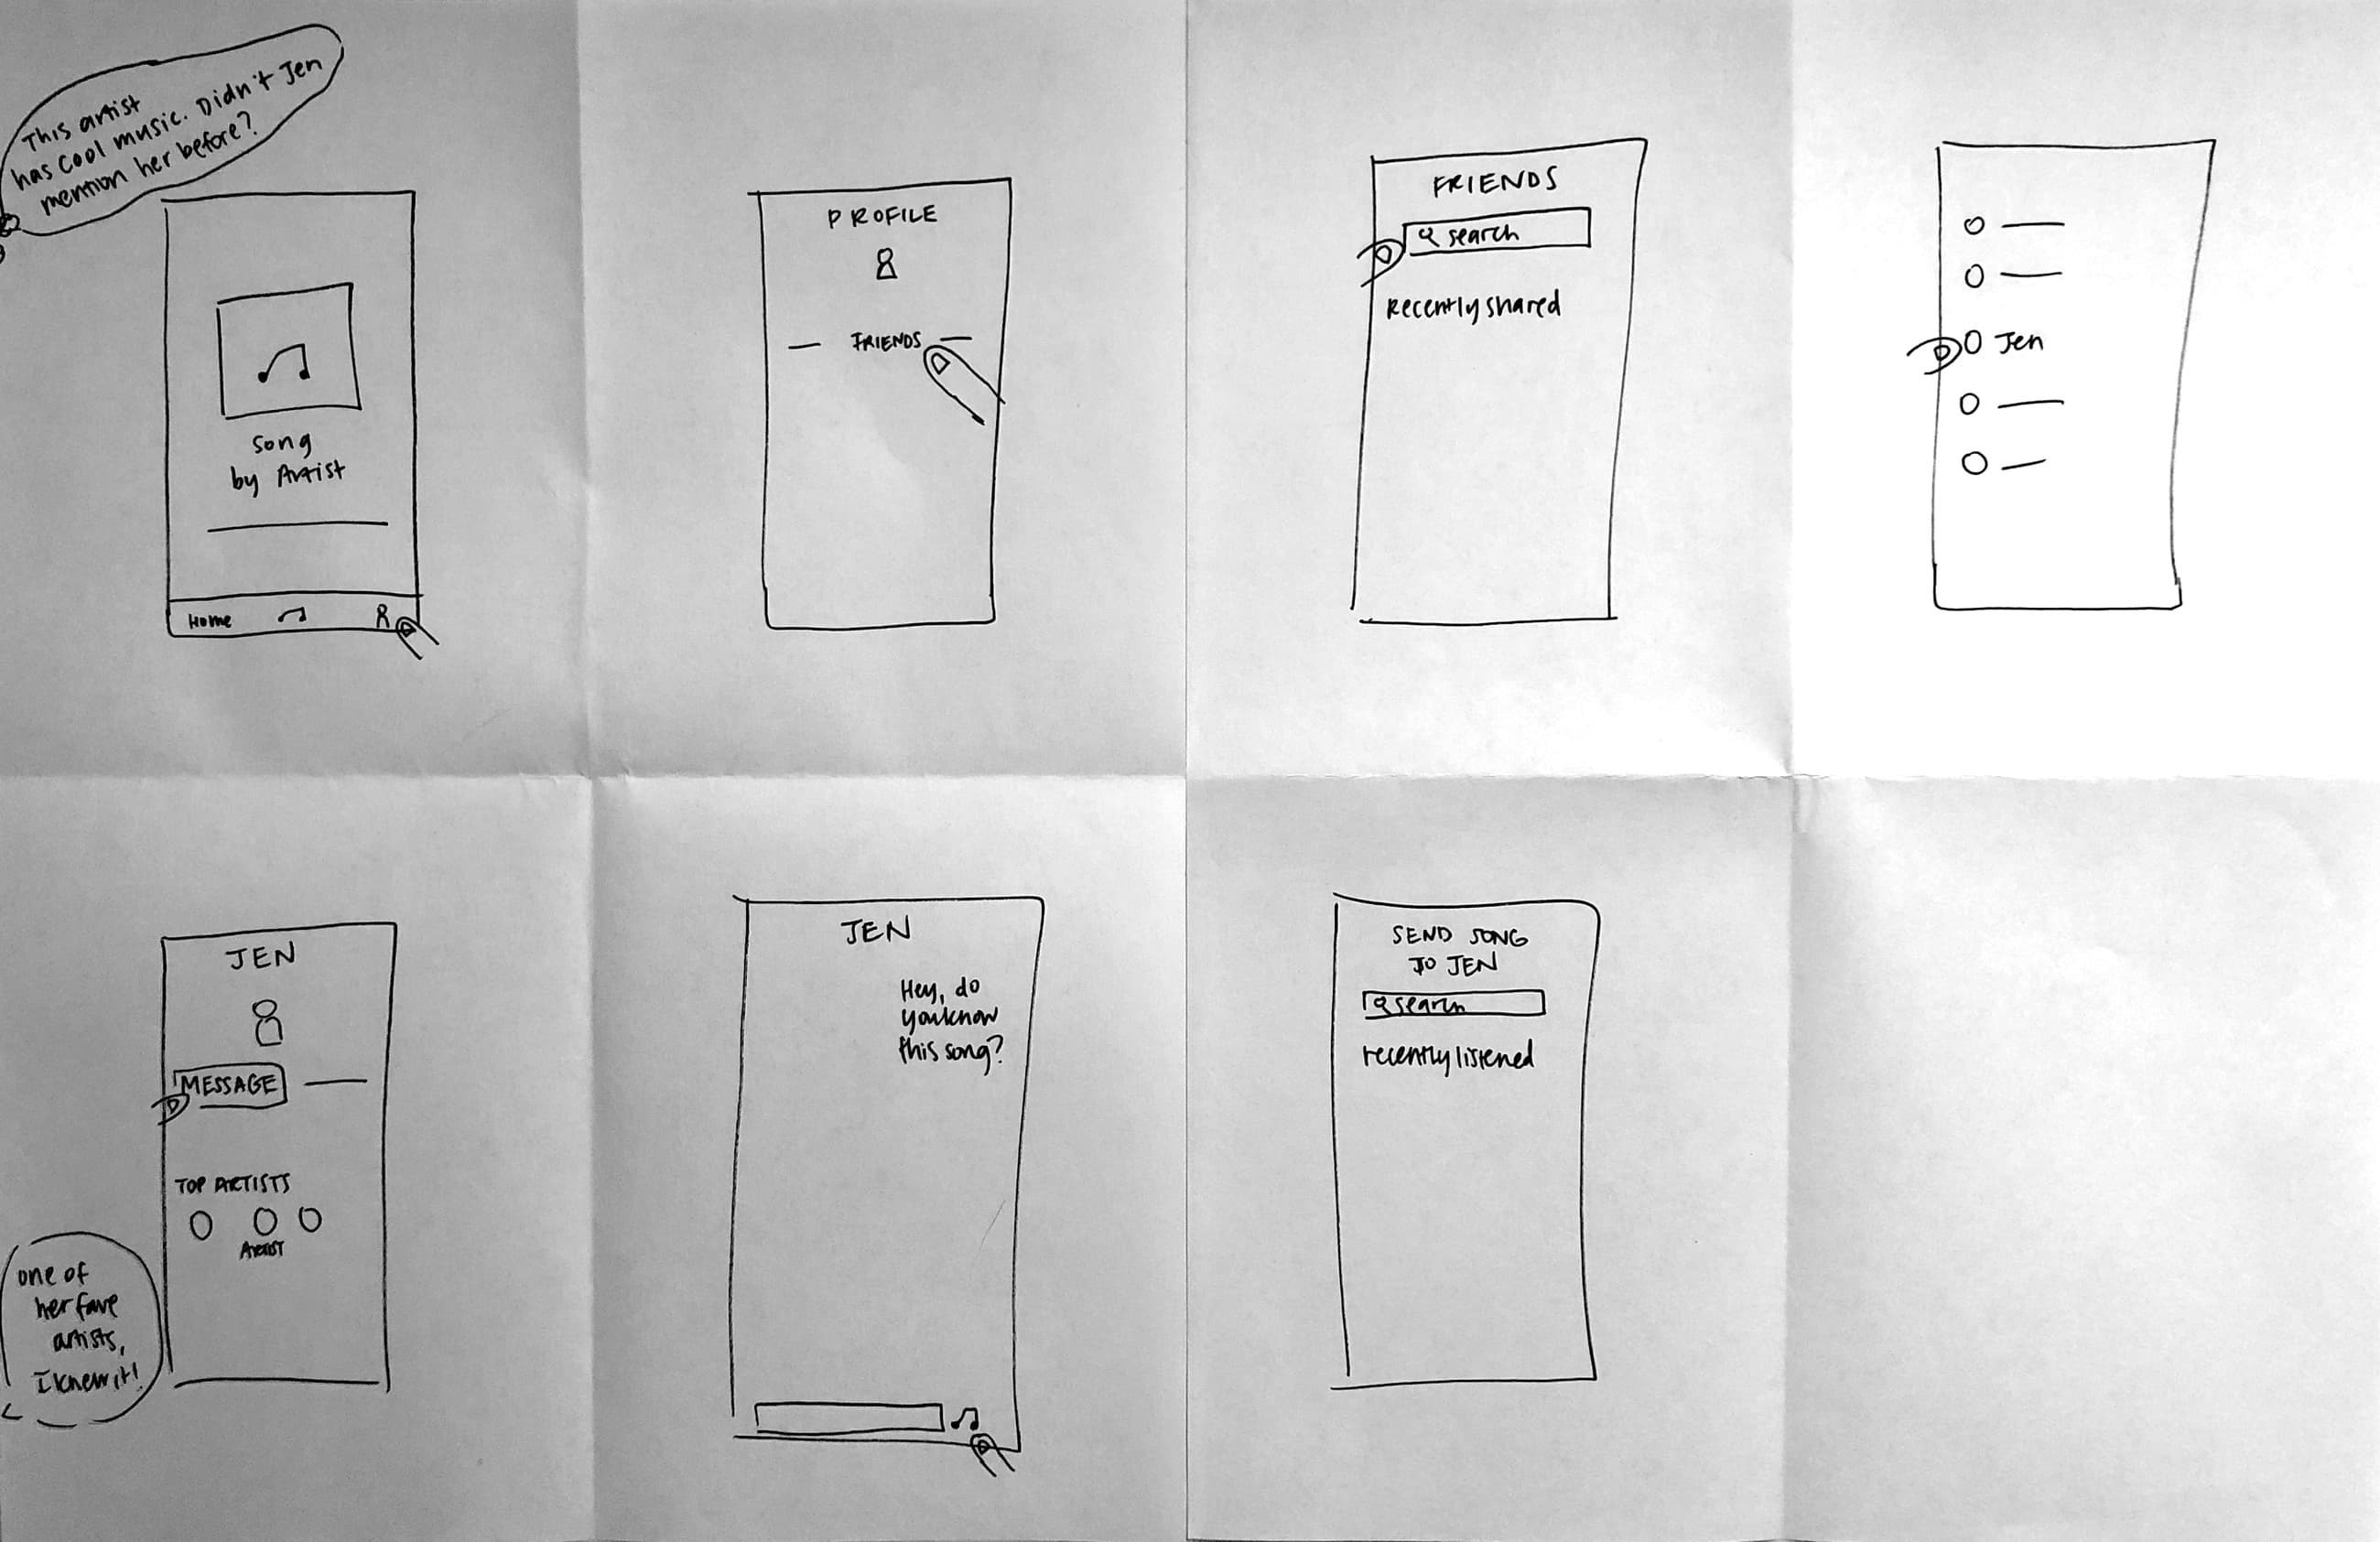 This artist
has cool music. Didn't Jen
mention her before?
Song
by Artist
Home
PROFILE
FRIENDS
FRIENDS
search
Recently shared
Jen
JEN
MESSAGE
TOP ARTISTS
ARTIST
one of
her fave
artists,
I knew it!
JEN
Hey, do
you know
this song?
SEND SONG
TO JEN
search
recently listened